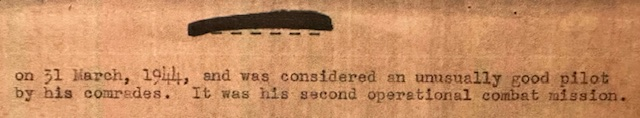 on 31 March, 1944, and was considered an unusually good pilot
by his comrades. It was his second operational combat mission.